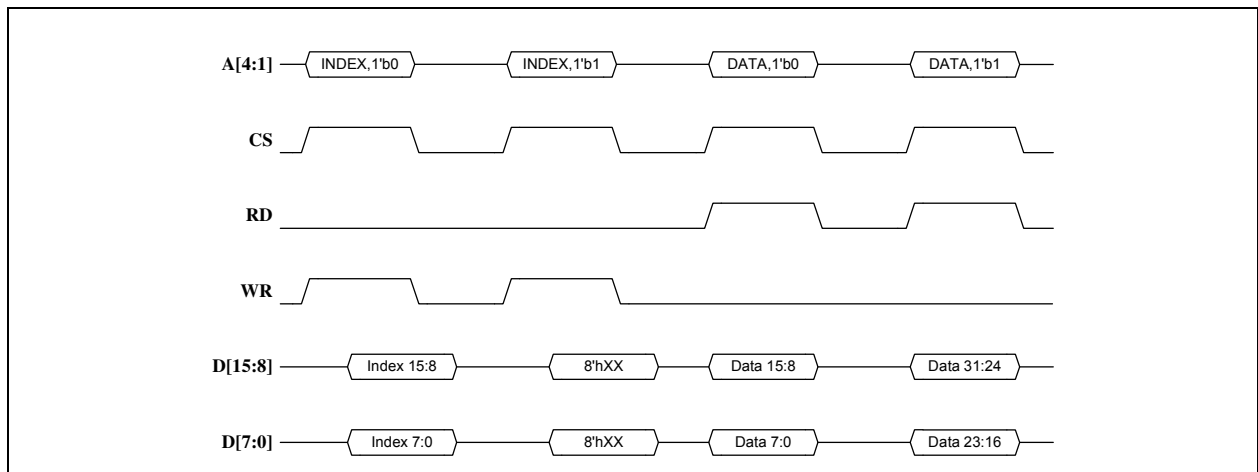 A[4:1] INDEX,1'b0 INDEX,1'b1 DATA,1'b0 DATA,1'b1
CS
RD
WR
D[15:8] Index 15:8 8'hXX Data 15:8 Data 31:24
D[7:0] Index 7:0 8'hXX Data 7:0 Data 23:16